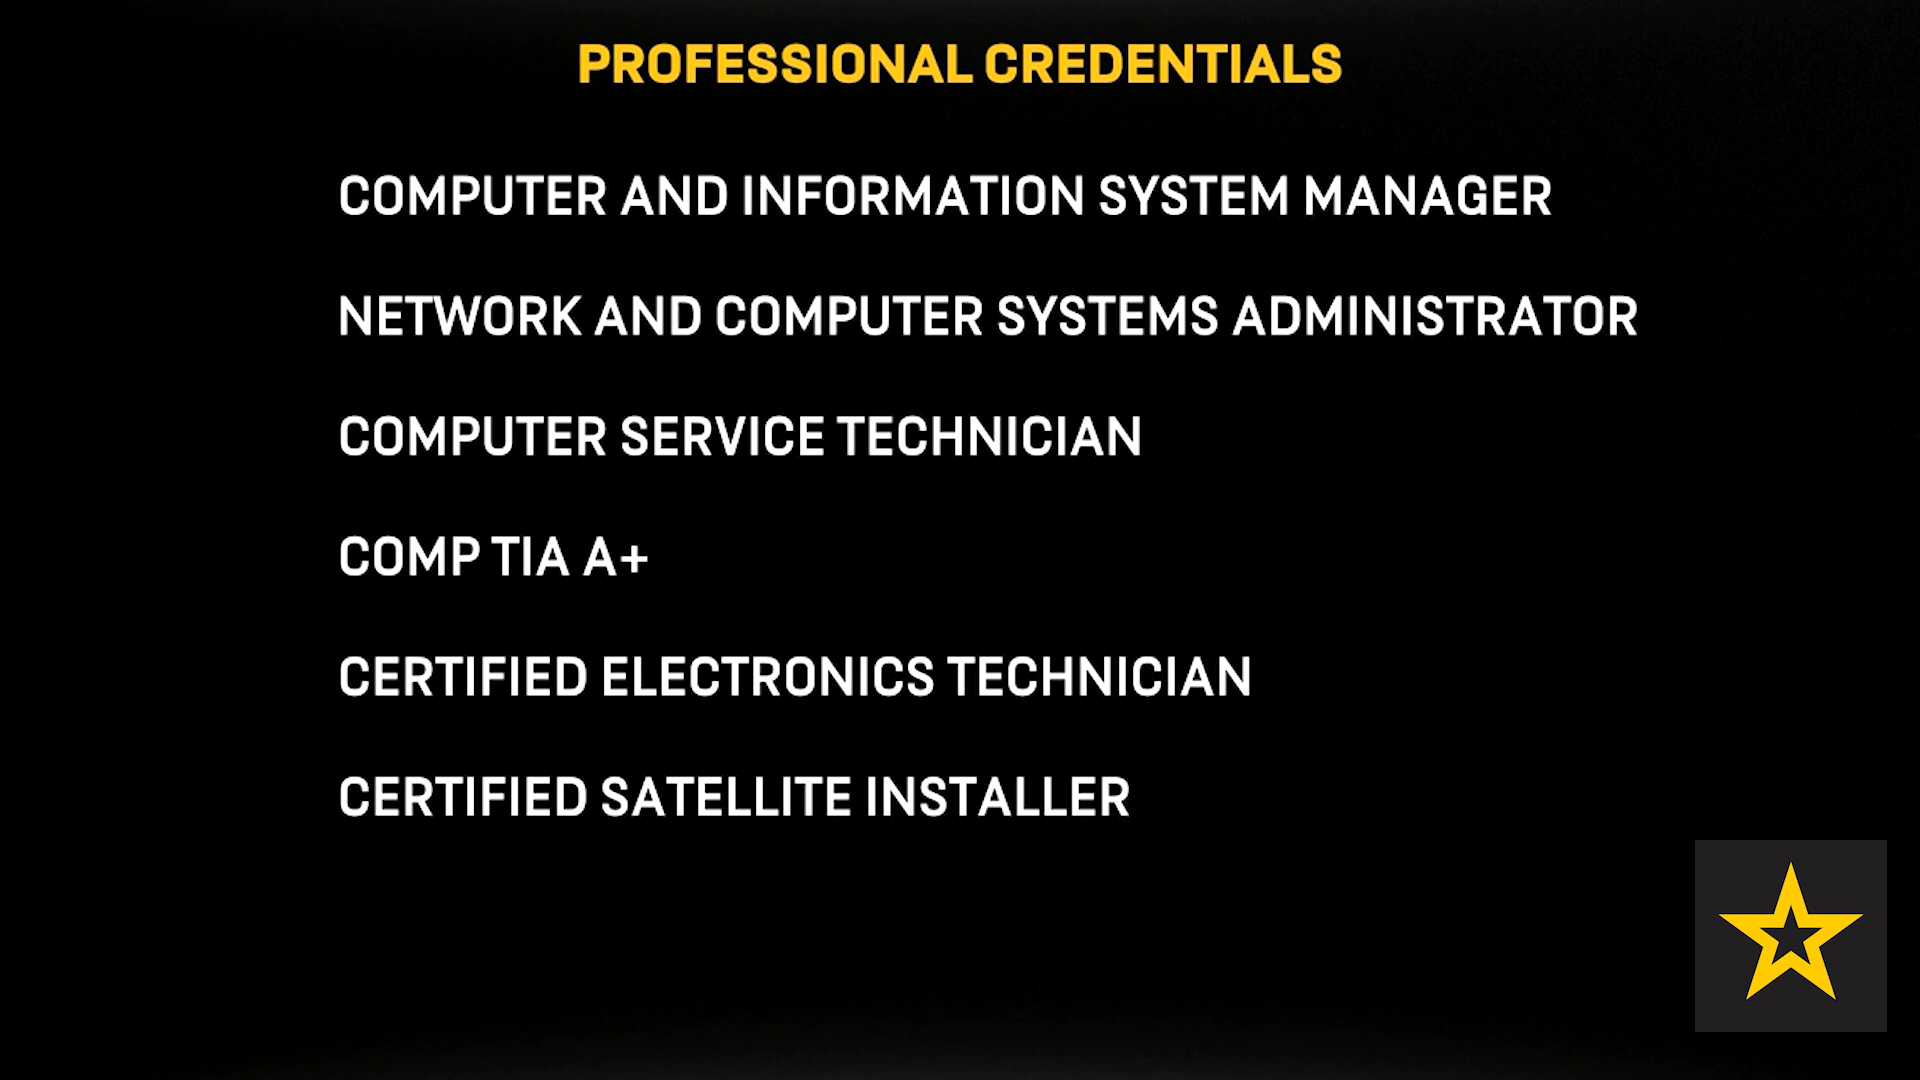 PROFESSIONAL CREDENTIALS
COMPUTER AND INFORMATION SYSTEM MANAGER
NETWORK AND COMPUTER SYSTEMS ADMINISTRATOR
COMPUTER SERVICE TECHNICIAN
COMP TIA A+
CERTIFIED ELECTRONICS TECHNICIAN
CERTIFIED SATELLITE INSTALLER